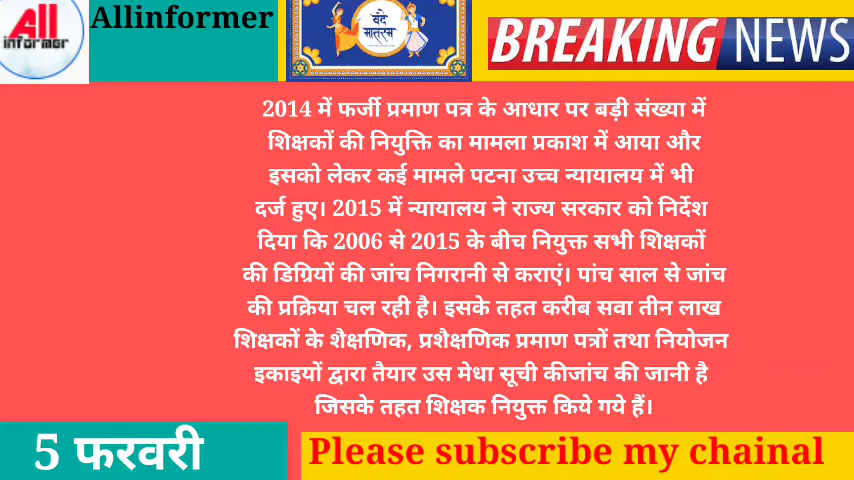 All
INFORMER
Allinformer
वंदे
मातरम
BREAKING NEWS
2014 में फर्जी प्रमाण पत्र के आधार पर बड़ी संख्या में
शिक्षकों की नियुक्ति का मामला प्रकाश में आया और
इसको लेकर कई मामले पटना उच्च न्यायालय में भी
दर्ज हुए। 2015 में न्यायालय ने राज्य सरकार को निर्देश
दिया कि 2006 से 2015 के बीच नियुक्त सभी शिक्षकों
की डिग्रियों की जांच निगरानी से कराएं। पांच साल से जांच
की प्रक्रिया चल रही है। इसके तहत करीब सवा तीन लाख
शिक्षकों के शैक्षणिक, प्रशैक्षणिक प्रमाण पत्रों तथा नियोजन
इकाइयों द्वारा तैयार उस मेधा सूची कीजांच की जानी है
जिसके तहत शिक्षक नियुक्त किये गये हैं।
5 फरवरी
Please subscribe my chainal